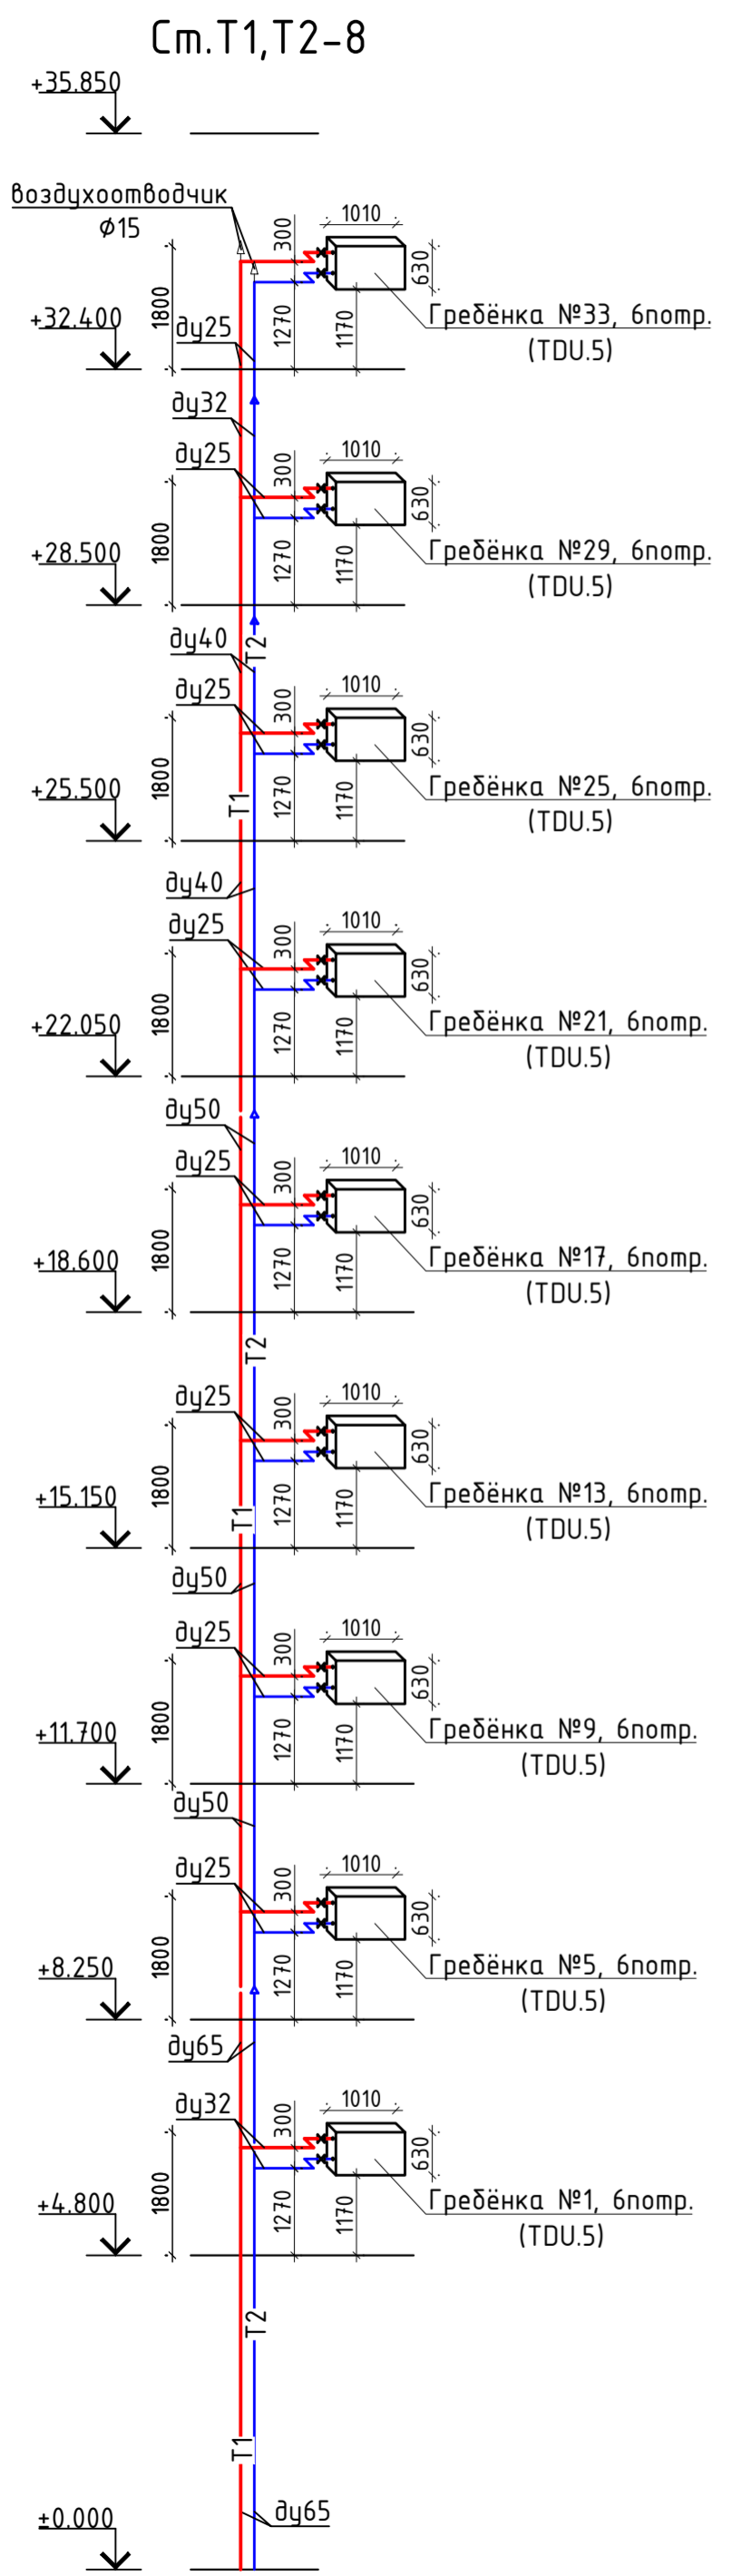 Ст.Т1,Т2-8
+35.850
воздухоотводчик
Ф15
1010
300
630
1800
+32.400
ду25
1270
1170
Гребёнка №33, 6потр.
(TDU.5)
ду32
ду25
1010
300
630
1800
+28.500
1270
1170
Гребёнка №29, 6потр.
(TDU.5)
ду40
Т2
ду25
1010
300
630
1800
+25.500
Т1
1270
1170
Гребёнка №25, 6потр.
(TDU.5)
ду40
ду25
1010
300
630
1800
+22.050
1270
1170
Гребёнка №21, 6потр.
(TDU.5)
ду50
ду25
1010
300
630
1800
+18.600
1270
1170
Гребёнка №17, 6потр.
(TDU.5)
Т2
ду25
1010
300
630
1800
+15.150
Т1
1270
1170
Гребёнка №13, 6потр.
(TDU.5)
ду50
ду25
1010
300
630
1800
+11.700
1270
1170
Гребёнка №9, 6потр.
(TDU.5)
ду50
ду25
1010
300
630
1800
+8.250
1270
1170
Гребёнка №5, 6потр.
(TDU.5)
ду65
ду32
1010
300
630
1800
+4.800
1270
1170
Гребёнка №1, 6потр.
(TDU.5)
Т2
Т1
±0.000
ду65